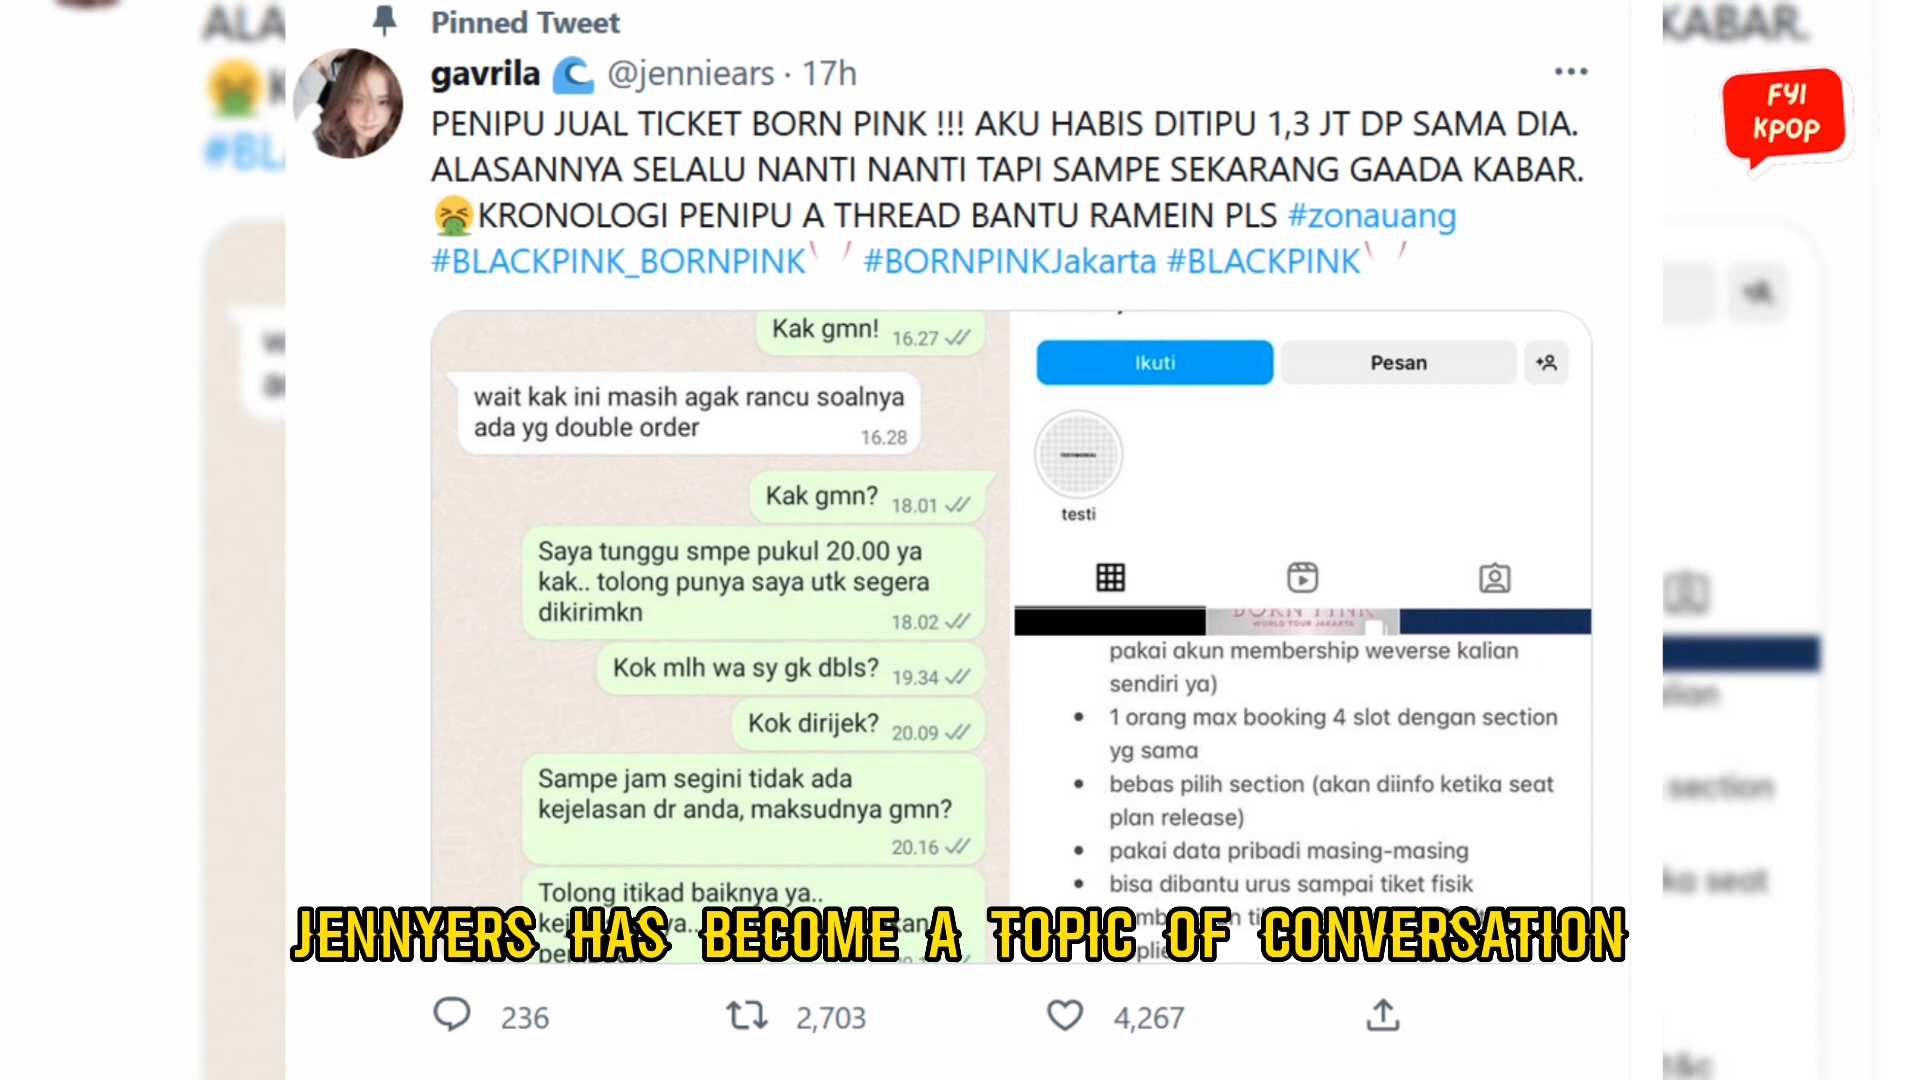 Pinned Tweet
gavrila 🌊 @jenniears · 17h
PENIPU JUAL TICKET BORN PINK !!! AKU HABIS DITIPU 1,3 JT DP SAMA DIA.
ALASANNYA SELALU NANTI NANTI TAPI SAMPE SEKARANG GAADA KABAR.
🤮KRONOLOGI PENIPU A THREAD BANTU RAMEIN PLS #zonauang
#BLACKPINK_BORNPINK #BORNPINKJakarta #BLACKPINK
FYI
KPOP
KABAR.
Kak gmn! 16.27
wait kak ini masih agak rancu soalnya
ada yg double order
16.28
Kak gmn? 18.01
Saya tunggu smpe pukul 20.00 ya
kak.. tolong punya saya utk segera
dikirimkn
18.02
Kok mlh wa sy gk dbls? 19.34
Kok dirijek? 20.09
Sampe jam segini tidak ada
kejelasan dr anda, maksudnya gmn?
20.16
Tolong itikad baiknya ya..
Ikuti
Pesan
testi
BORN PINK
WORLD TOUR JAKARTA
pakai akun membership weverse kalian
sendiri ya)
• 1 orang max booking 4 slot dengan section
yg sama
• bebas pilih section (akan diinfo ketika seat
plan release)
• pakai data pribadi masing-masing
• bisa dibantu urus sampai tiket fisik
JENNYERS HAS BECOME A TOPIC OF CONVERSATION
236
2,703
4,267